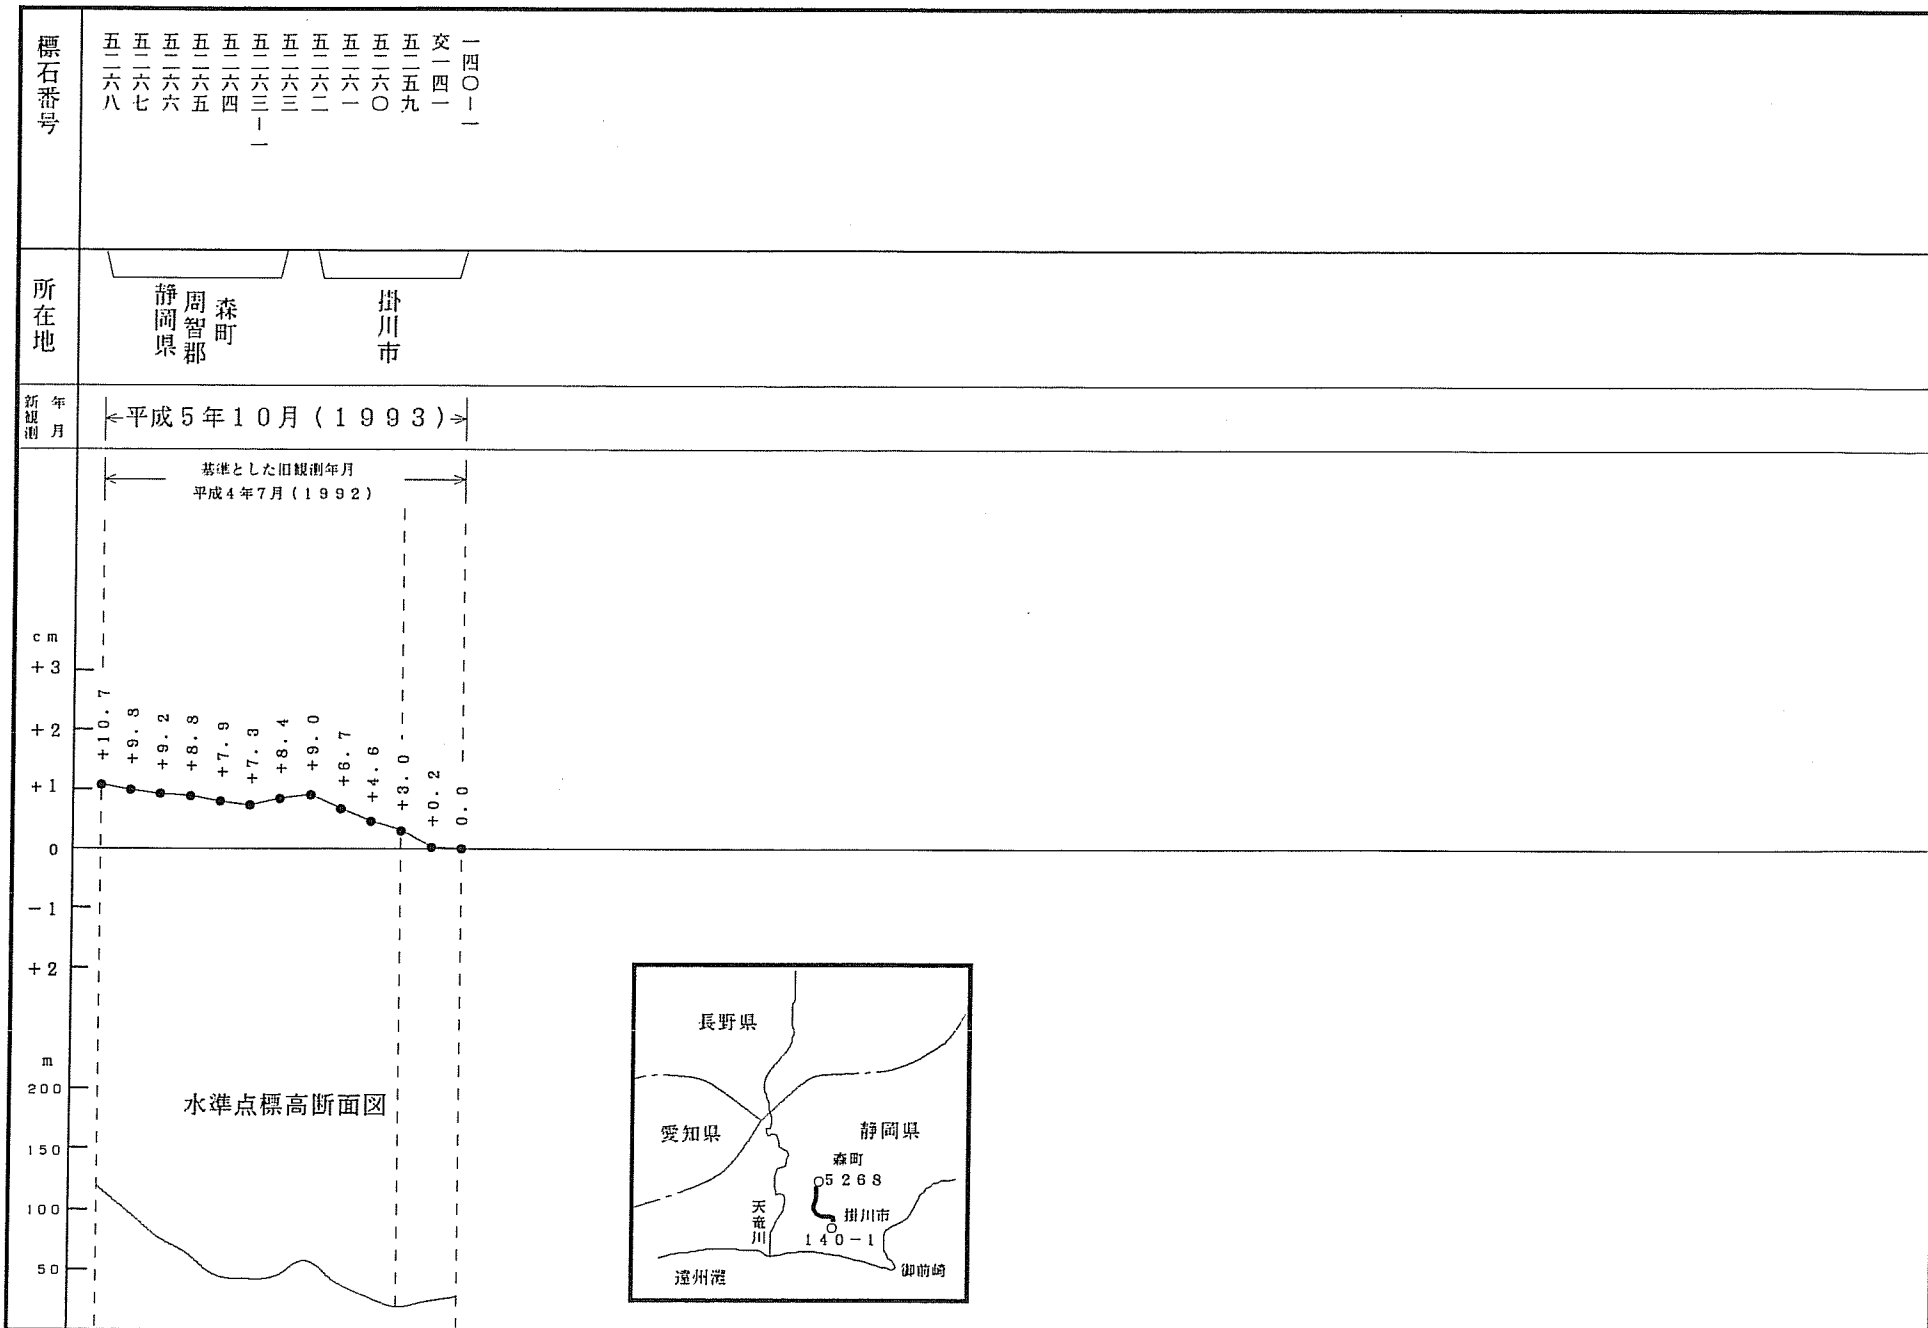 標石番号
五二六八
五二六七
五二六六
五二六五
五二六四
五二六三-一
五二六三
五二六二
五二六一
五二六〇
五二五九
交一四一
一四〇-一
所在地
静岡県
周智郡
森町
掛川市
新観測
年月
平成5年10月(1993)
基準とした旧観測年月
平成4年7月(1992)
cm
+3
+2
+1
0
-1
+2
+10.7
+9.8
+9.2
+8.8
+7.9
+7.3
+8.4
+9.0
+6.7
+4.6
+3.0
+0.2
0.0
m
200
150
100
50
水準点標高断面図
長野県
愛知県
静岡県
森町
5268
掛川市
140-1
天竜川
遠州灘
御前崎